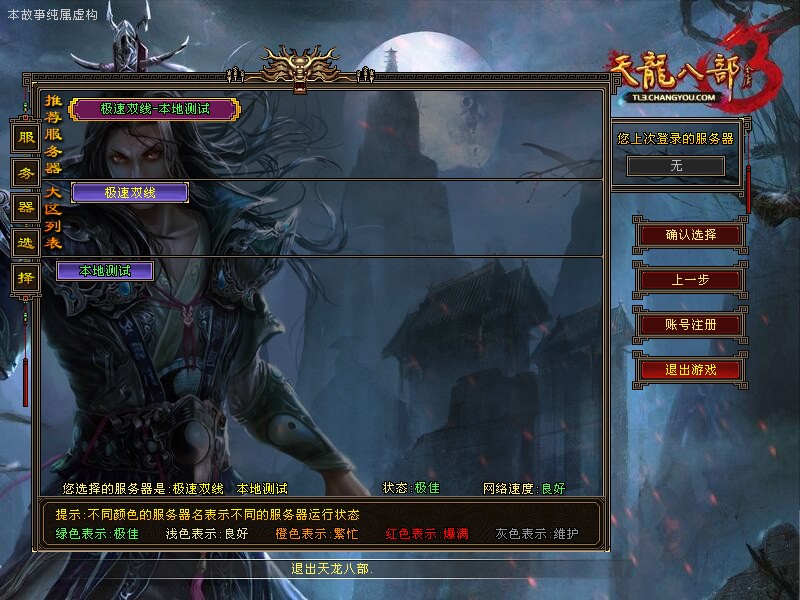 本故事纯属虚构
天龍八部3
TL3.CHANGYOU.COM
服务器选择
推荐服务器
极速双线-本地测试
大区列表
极速双线
本地测试
您上次登录的服务器
无
确认选择
上一步
账号注册
退出游戏
您选择的服务器是:极速双线 本地测试 状态:极佳 网络速度:良好
提示:不同颜色的服务器名表示不同的服务器运行状态
绿色表示:极佳 浅色表示:良好 橙色表示:繁忙 红色表示:爆满 灰色表示:维护
退出天龙八部.